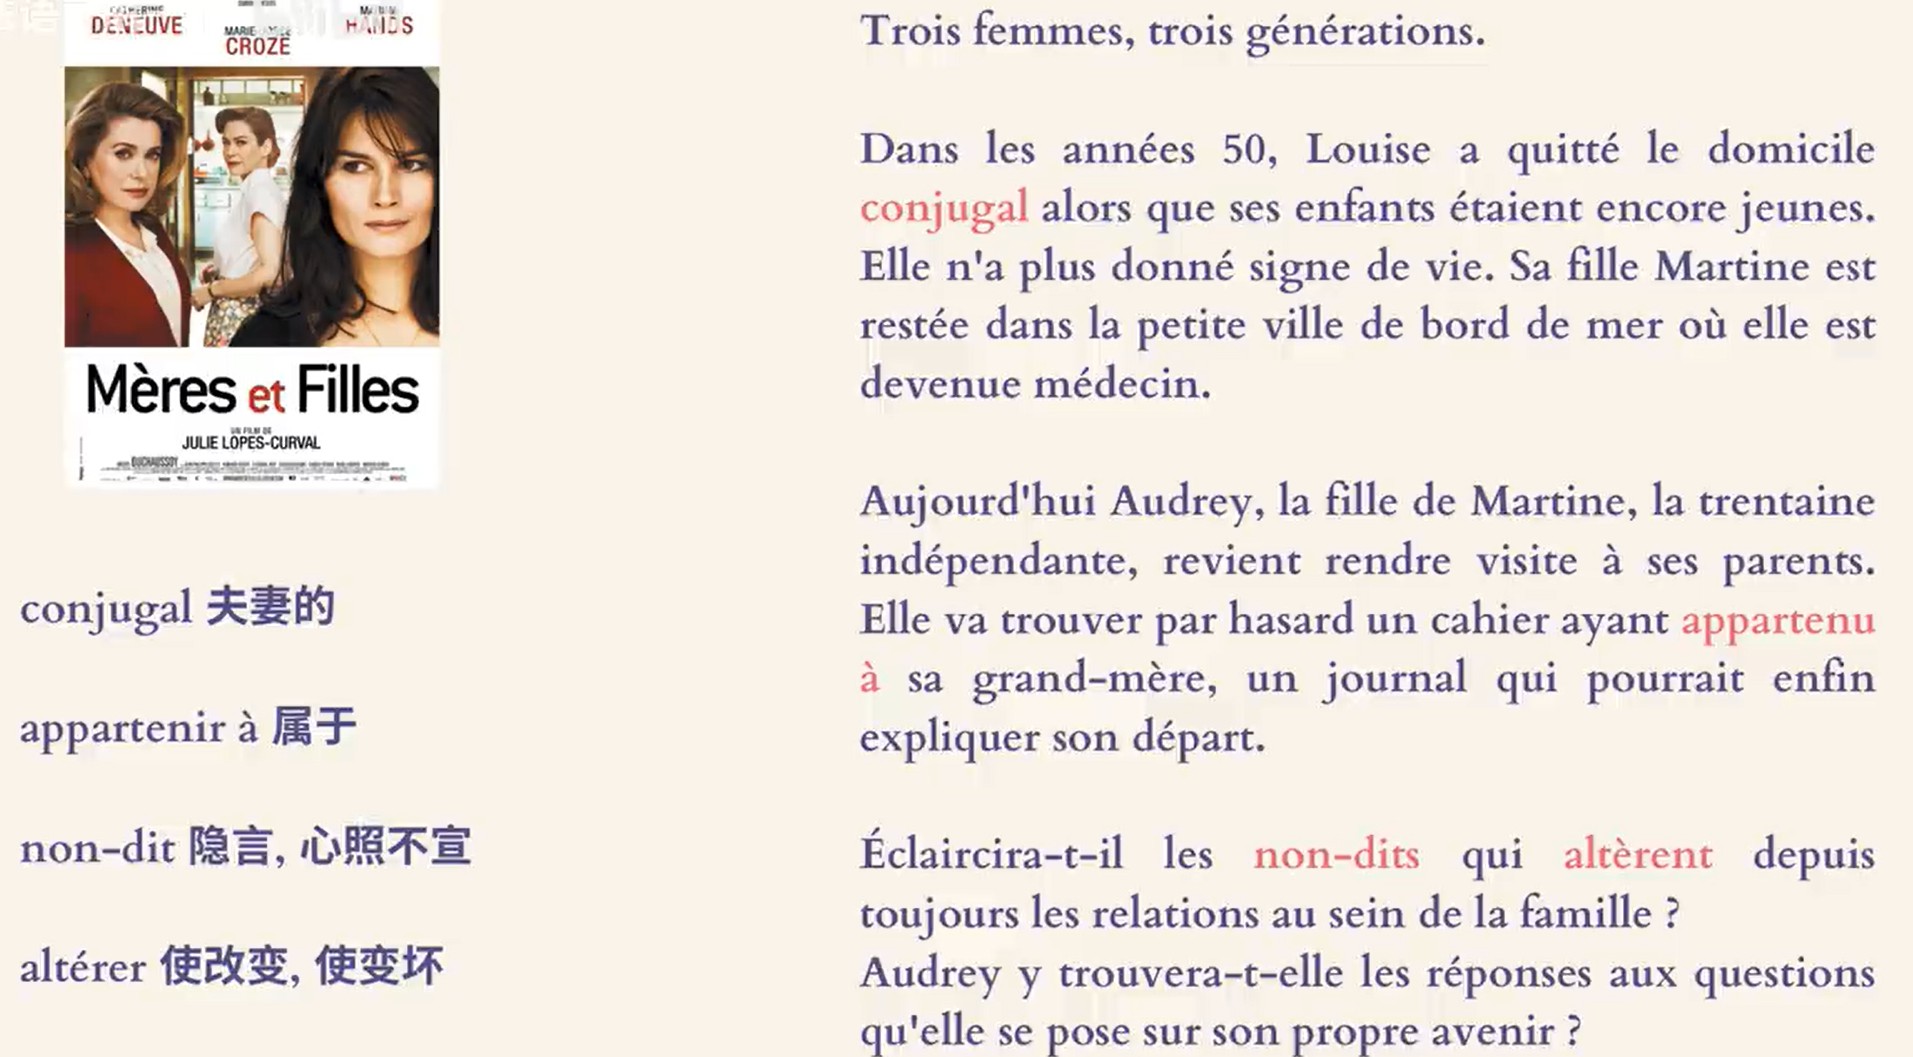 DENEUVE
CROZE
HANDS
Mères et Filles
UN FILM DE
JULIE LOPES-CURVAL
conjugal 夫妻的
appartenir à 属于
non-dit 隐言, 心照不宣
altérer 使改变, 使变坏
Trois femmes, trois générations.
Dans les années 50, Louise a quitté le domicile
conjugal alors que ses enfants étaient encore jeunes.
Elle n'a plus donné signe de vie. Sa fille Martine est
restée dans la petite ville de bord de mer où elle est
devenue médecin.
Aujourd'hui Audrey, la fille de Martine, la trentaine
indépendante, revient rendre visite à ses parents.
Elle va trouver par hasard un cahier ayant appartenu
à sa grand-mère, un journal qui pourrait enfin
expliquer son départ.
Éclaircira-t-il les non-dits qui altèrent depuis
toujours les relations au sein de la famille ?
Audrey y trouvera-t-elle les réponses aux questions
qu'elle se pose sur son propre avenir ?